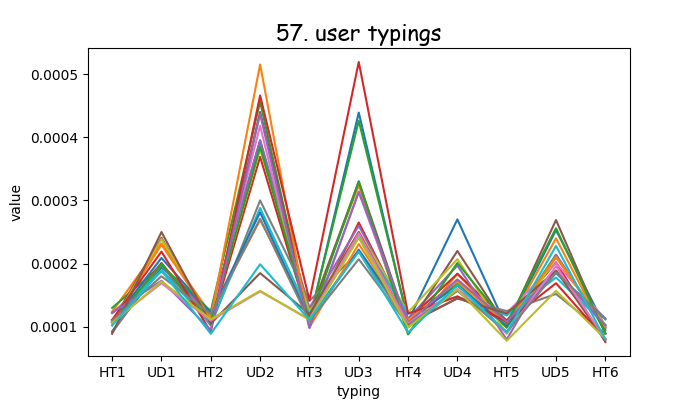 57. user typings
0.0005
0.0004
0.0003
0.0002
0.0001
value
HT1 UD1 HT2 UD2 HT3 UD3 HT4 UD4 HT5 UD5 HT6
typing